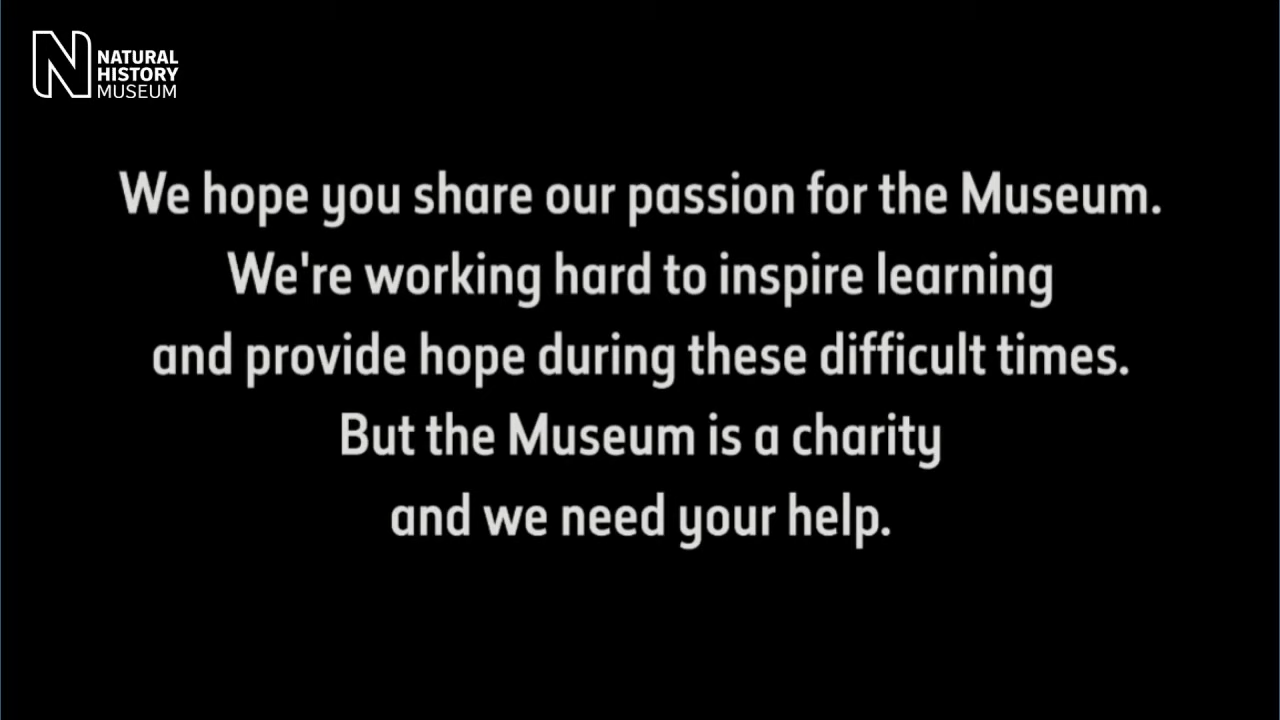 NATURAL
HISTORY
MUSEUM
We hope you share our passion for the Museum.
We're working hard to inspire learning
and provide hope during these difficult times.
But the Museum is a charity
and we need your help.